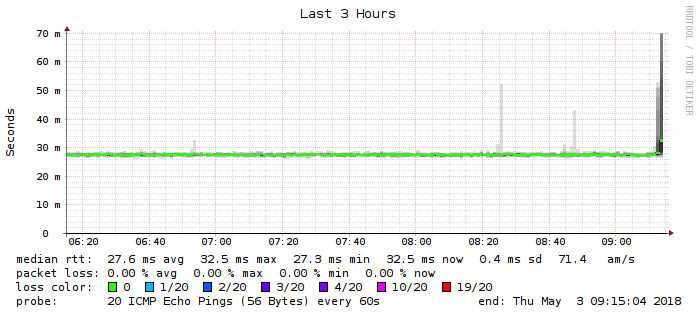 Last 3 Hours
RRDTOOL / TOBI OETIKER
Seconds
70 m
60 m
50 m
40 m
30 m
20 m
10 m
0
06:20 06:40 07:00 07:20 07:40 08:00 08:20 08:40 09:00
median rtt: 27.6 ms avg 32.5 ms max 27.3 ms min 32.5 ms now 0.4 ms sd 71.4 am/s
packet loss: 0.00 % avg 0.00 % max 0.00 % min 0.00 % now
loss color: 0 1/20 2/20 3/20 4/20 10/20 19/20
probe: 20 ICMP Echo Pings (56 Bytes) every 60s end: Thu May 3 09:15:04 2018